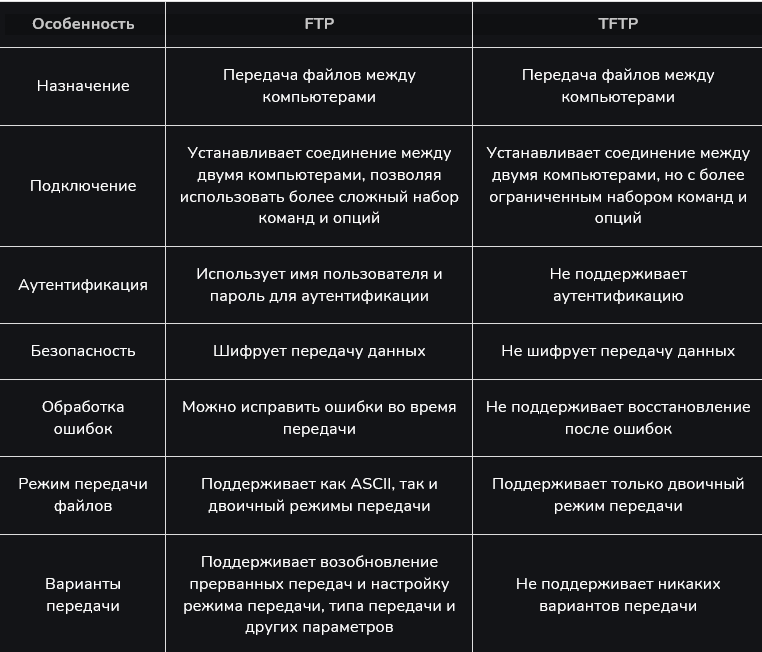 Особенность
FTP
TFTP
Назначение
Передача файлов между
компьютерами
Передача файлов между
компьютерами
Подключение
Устанавливает соединение между
двумя компьютерами, позволяя
использовать более сложный набор
команд и опций
Устанавливает соединение между
двумя компьютерами, но с более
ограниченным набором команд и
опций
Аутентификация
Использует имя пользователя и
пароль для аутентификации
Не поддерживает
аутентификацию
Безопасность
Шифрует передачу данных
Не шифрует передачу данных
Обработка
ошибок
Можно исправить ошибки во время
передачи
Не поддерживает восстановление
после ошибок
Режим передачи
файлов
Поддерживает как ASCII, так и
двоичный режимы передачи
Поддерживает только двоичный
режим передачи
Варианты
передачи
Поддерживает возобновление
прерванных передач и настройку
режима передачи, типа передачи и
других параметров
Не поддерживает никаких
вариантов передачи